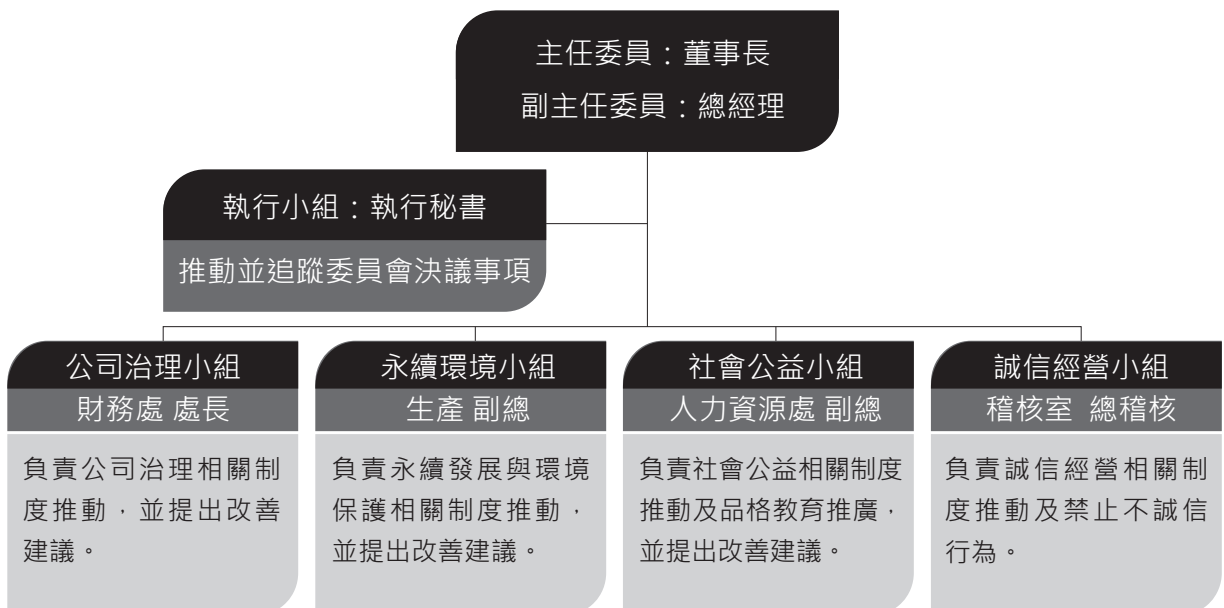 主任委員：董事長
副主任委員：總經理
執行小組：執行秘書
推動並追蹤委員會決議事項
公司治理小組
財務處 處長
負責公司治理相關制
度推動，並提出改善
建議。
永續環境小組
生產 副總
負責永續發展與環境
保護相關制度推動，
並提出改善建議。
社會公益小組
人力資源處 副總
負責社會公益相關制度
推動及品格教育推廣，
並提出改善建議。
誠信經營小組
稽核室 總稽核
負責誠信經營相關制
度推動及禁止不誠信
行為。